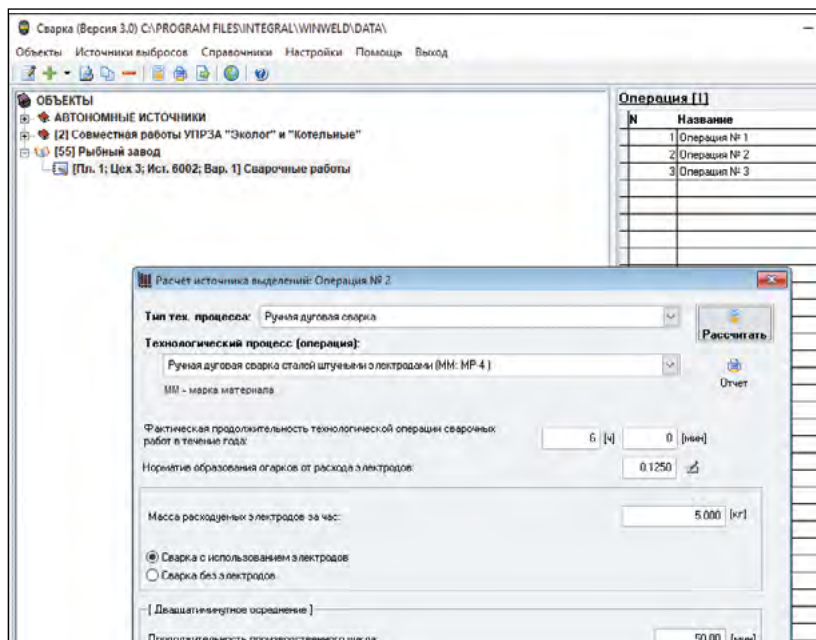 Сварка (Версия 3.0) C:\PROGRAM FILES\INTEGRAL\WINWELD\DATA\
Объекты Источники выбросов Справочники Настройки Помощь Выход
ОБЪЕКТЫ
АВТОНОМНЫЕ ИСТОЧНИКИ
[2] Совместная работы УПРЗА "Эколог" и "Котельные"
[55] Рыбный завод
[Пл. 1; Цех 3; Ист. 6002; Вар. 1] Сварочные работы
Операция [1]
N Название
1 Операция № 1
2 Операция № 2
3 Операция № 3
Расчёт источника выделений: Операция № 2
Тип тех. процесса: Ручная дуговая сварка
Рассчитать
Технологический процесс (операция):
Ручная дуговая сварка сталей штучными электродами (ММ: МР-4 )
ММ - марка материала
Отчет
Фактическая продолжительность технологической операции сварочных
работ в течение года: 6 [ч] 0 [мин]
Норматив образования огарков от расхода электродов: 0.1250
Масса расходуемых электродов за час: 5.000 [кг]
Сварка с использованием электродов
Сварка без электродов
[ Двадцатиминутное осреднение ]
Продолжительность производственного цикла: 50.00 [мин]